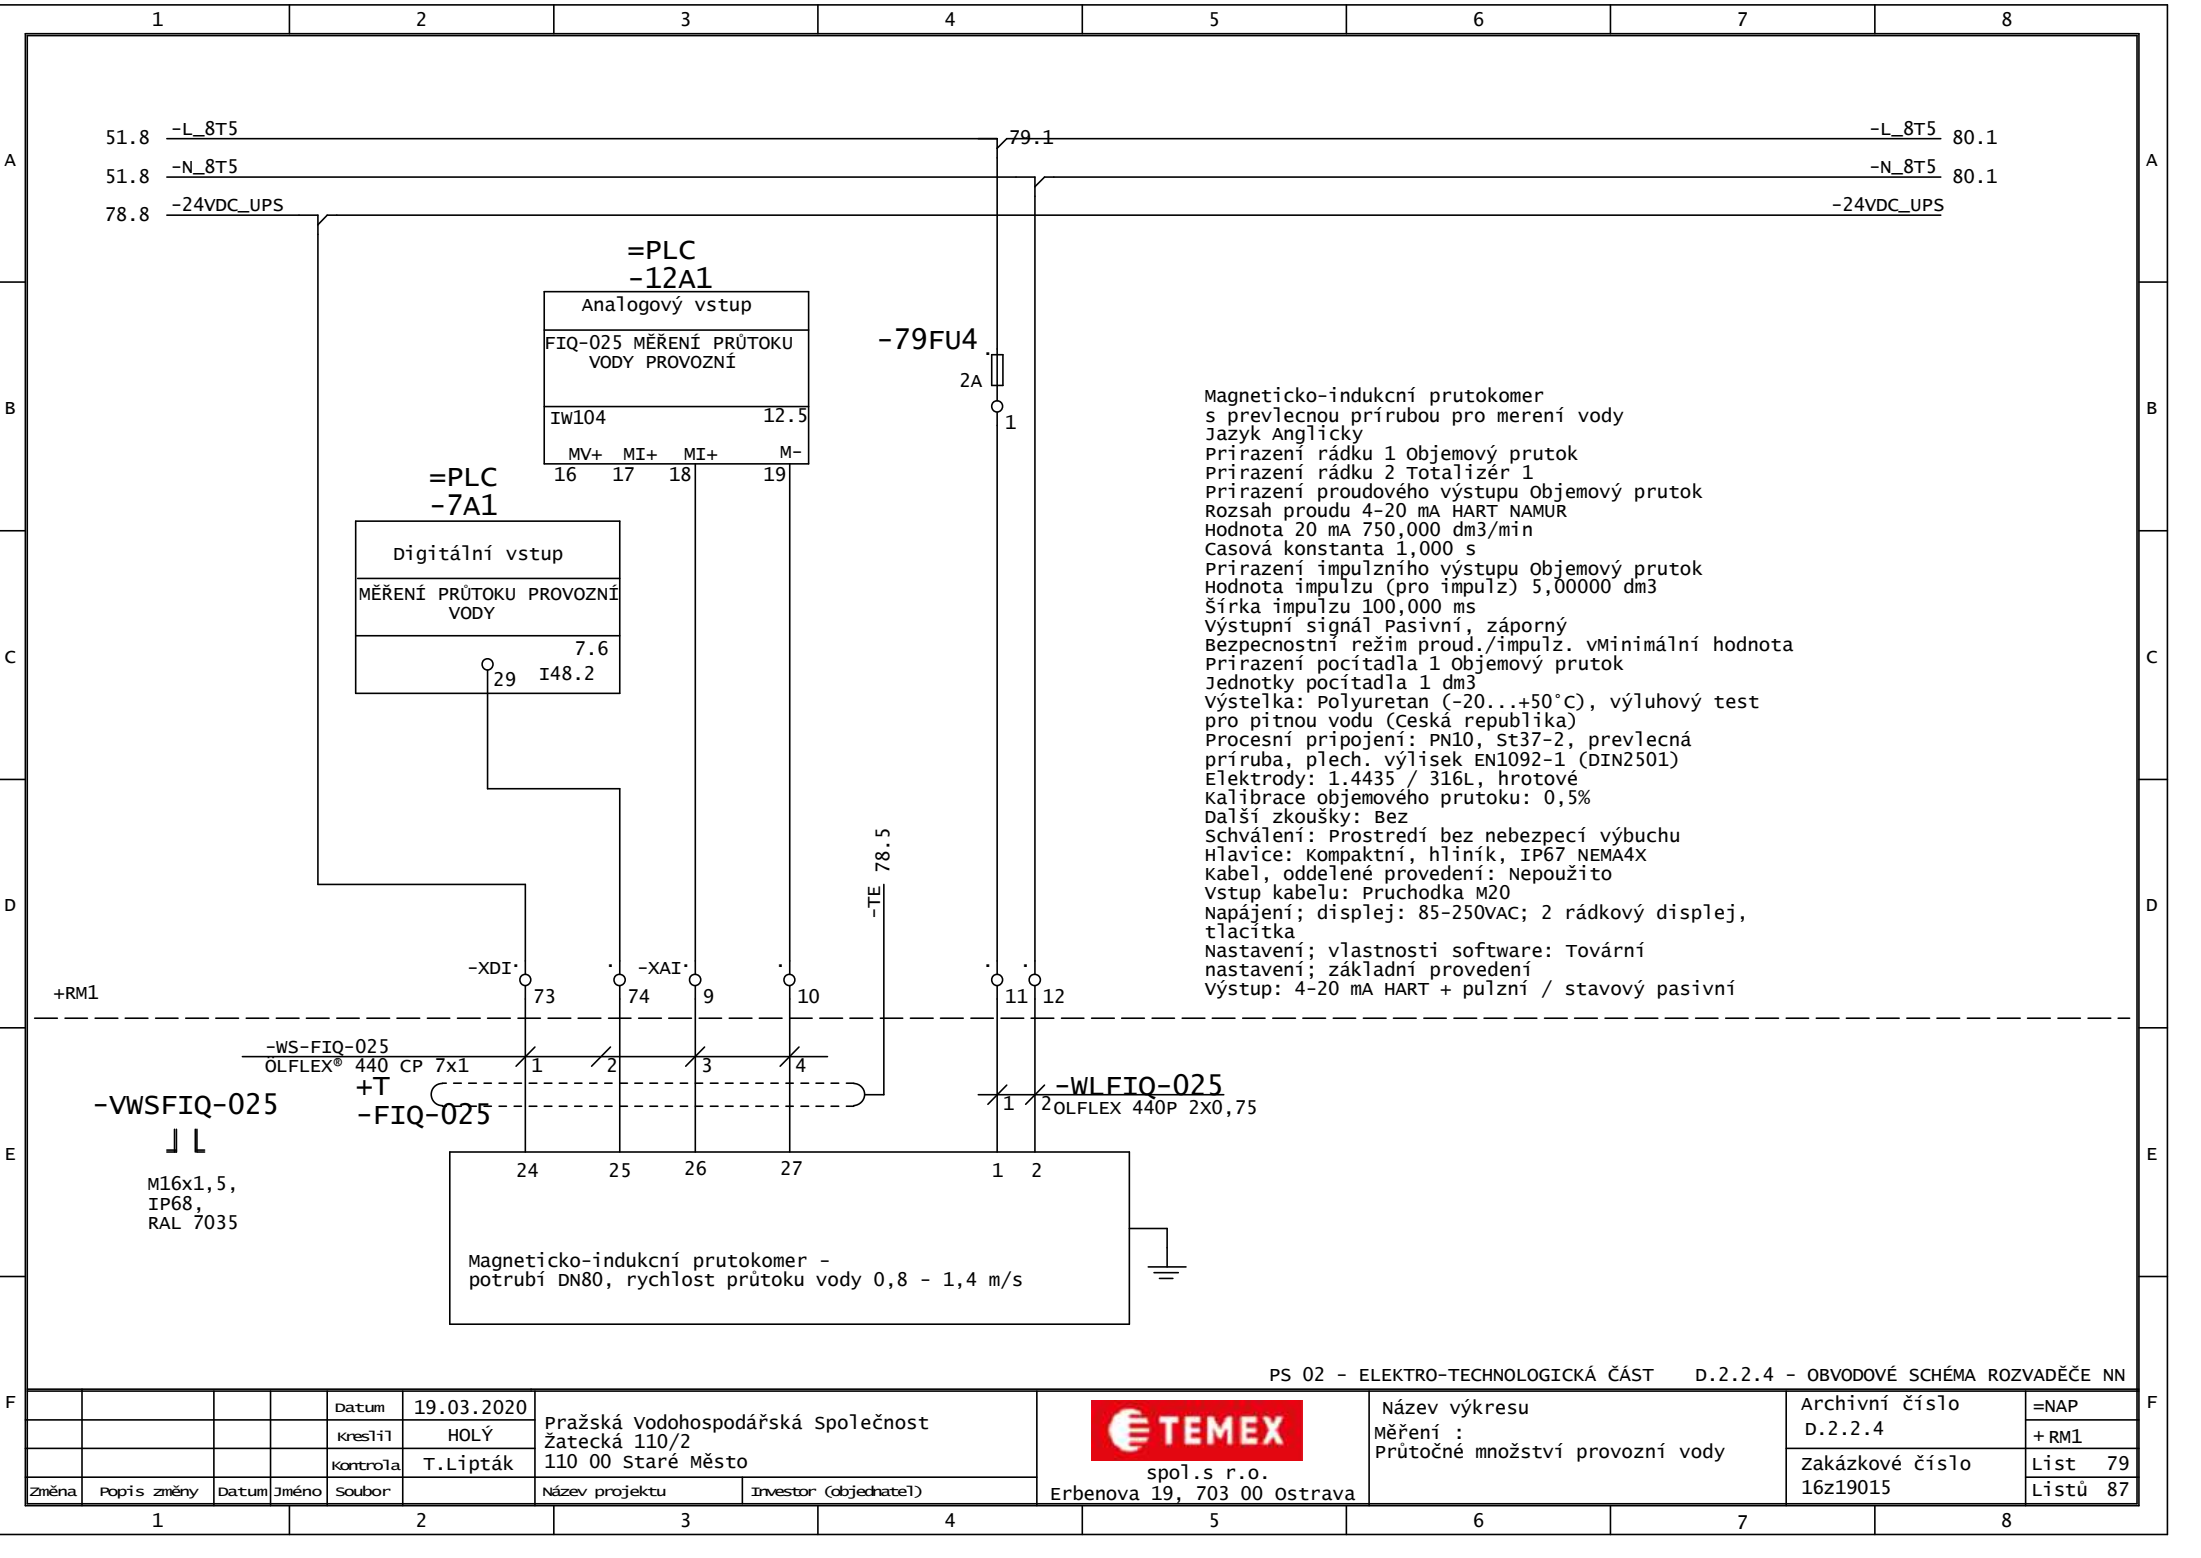 1 2 3 4 5 6 7 8
A
B
C
D
E
F
A
B
C
D
E
F
51.8 -L_8T5
79.1
-L_8T5 80.1
51.8 -N_8T5
-N_8T5 80.1
78.8 -24VDC_UPS
-24VDC_UPS
=PLC
-12A1
Analogový vstup
FIQ-025 MĚŘENÍ PRŮTOKU
VODY PROVOZNÍ
IW104 12.5
MV+ MI+ MI+ M-
16 17 18 19
=PLC
-7A1
Digitální vstup
MĚŘENÍ PRŮTOKU PROVOZNÍ
VODY
7.6
29 I48.2
-79FU4
2A
1
Magneticko-indukcní prutokomer
s prevlecnou prírubou pro merení vody
Jazyk Anglicky
Prirazení rádku 1 Objemový prutok
Prirazení rádku 2 Totalizér 1
Prirazení proudového výstupu Objemový prutok
Rozsah proudu 4-20 mA HART NAMUR
Hodnota 20 mA 750,000 dm3/min
Casová konstanta 1,000 s
Prirazení impulzního výstupu Objemový prutok
Hodnota impulzu (pro impulz) 5,00000 dm3
Šírka impulzu 100,000 ms
Výstupní signál Pasivní, záporný
Bezpecnostní režim proud./impulz. vMinimální hodnota
Prirazení pocítadla 1 Objemový prutok
Jednotky pocítadla 1 dm3
Výstelka: Polyuretan (-20...+50°C), výluhový test
pro pitnou vodu (Ceská republika)
Procesní pripojení: PN10, St37-2, prevlecná
príruba, plech. výlisek EN1092-1 (DIN2501)
Elektrody: 1.4435 / 316L, hrotové
Kalibrace objemového prutoku: 0,5%
Další zkoušky: Bez
Schválení: Prostredí bez nebezpecí výbuchu
Hlavice: Kompaktní, hliník, IP67 NEMA4X
Kabel, oddelené provedení: Nepoužito
Vstup kabelu: Pruchodka M20
Napájení; displej: 85-250VAC; 2 rádkový displej,
tlacítka
Nastavení; vlastnosti software: Tovární
nastavení; základní provedení
Výstup: 4-20 mA HART + pulzní / stavový pasivní
-TE 78.5
-XDI -XAI
+RM1 73 74 9 10 11 12
-WS-FIQ-025
ÖLFLEX® 440 CP 7x1 1 2 3 4
+T
-FIQ-025
-WLFIQ-025
1 2 OLFLEX 440P 2X0,75
-VWSFIQ-025
M16x1,5,
IP68,
RAL 7035
24 25 26 27 1 2
Magneticko-indukcní prutokomer -
potrubí DN80, rychlost průtoku vody 0,8 - 1,4 m/s
PS 02 - ELEKTRO-TECHNOLOGICKÁ ČÁST D.2.2.4 - OBVODOVÉ SCHÉMA ROZVADĚČE NN
Datum 19.03.2020
Kreslil HOLÝ
Kontrola T.Lipták
Změna Popis změny Datum Jméno Soubor
Pražská Vodohospodářská Společnost
Žatecká 110/2
110 00 Staré Město
Název projektu Investor (objednatel)
TEMEX
spol.s r.o.
Erbenova 19, 703 00 Ostrava
Název výkresu
Měření :
Průtočné množství provozní vody
Archivní číslo
D.2.2.4
Zakázkové číslo
16z19015
=NAP
+ RM1
List 79
Listů 87
1 2 3 4 5 6 7 8